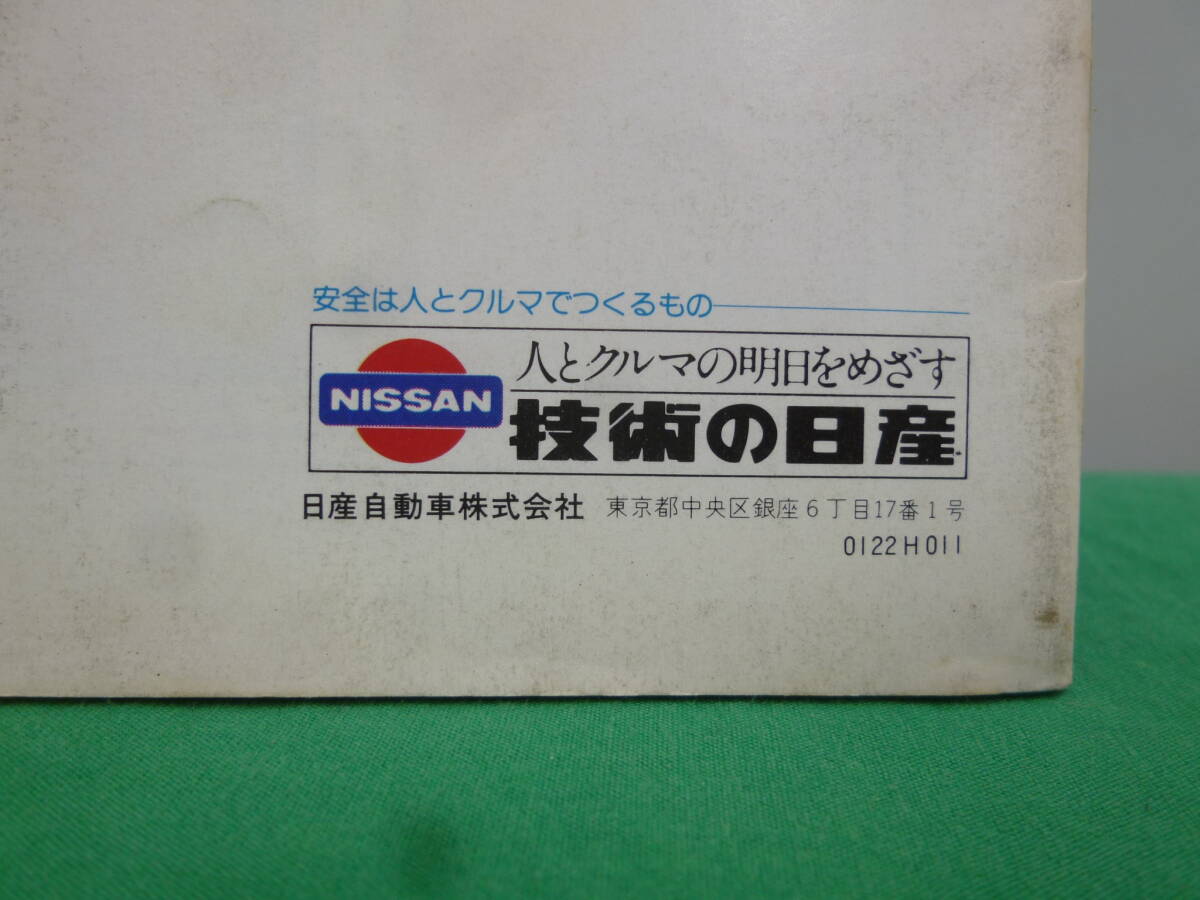 安全は人とクルマでつくるもの
NISSAN
人とクルマの明日をめざす
技術の日産
日産自動車株式会社 東京都中央区銀座6丁目17番1号
0122H011